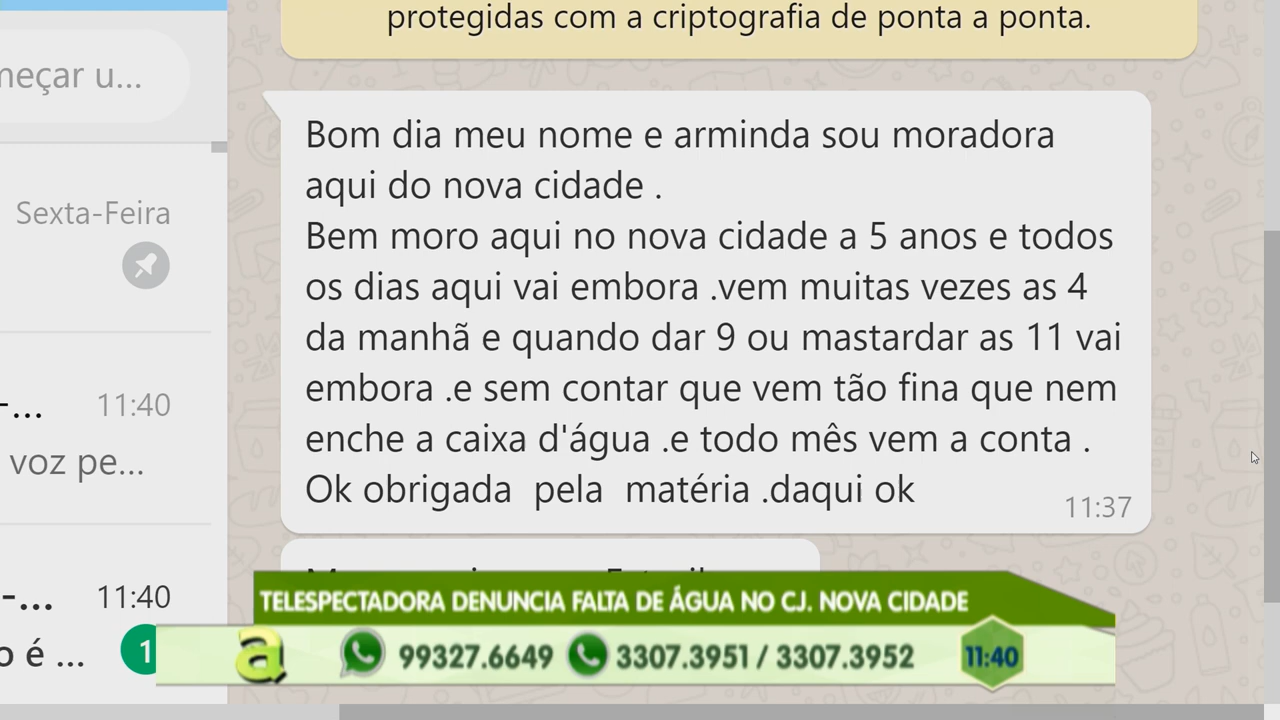 protegidas com a criptografia de ponta a ponta.
meçar u...
Bom dia meu nome e arminda sou moradora
aqui do nova cidade .
Bem moro aqui no nova cidade a 5 anos e todos
os dias aqui vai embora .vem muitas vezes as 4
da manhã e quando dar 9 ou mastardar as 11 vai
embora .e sem contar que vem tão fina que nem
enche a caixa d'água .e todo mês vem a conta .
Ok obrigada pela matéria .daqui ok
11:37
Sexta-Feira
-... 11:40
voz pe...
-... 11:40
o é ... 1
TELESPECTADORA DENUNCIA FALTA DE ÁGUA NO CJ. NOVA CIDADE
a 99327.6649 3307.3951 / 3307.3952 11:40